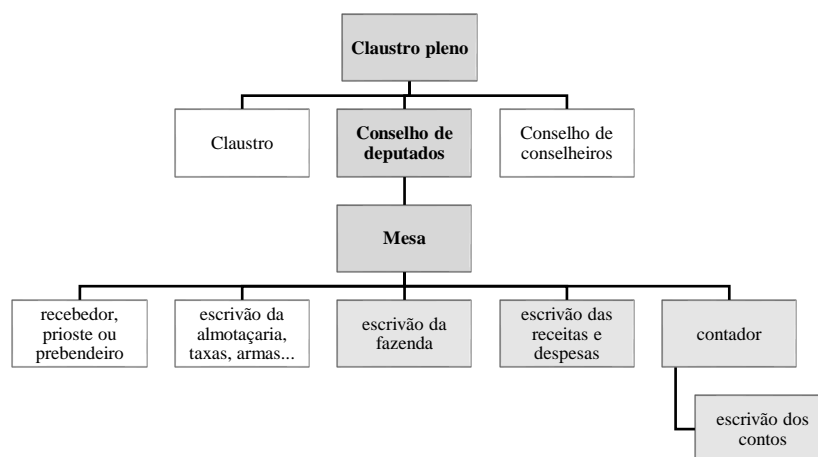 Claustro pleno
Claustro
Conselho de
deputados
Conselho de
conselheiros
Mesa
recebedor,
prioste ou
prebendeiro
escrivão da
almotaçaria,
taxas, armas...
escrivão da
fazenda
escrivão das
receitas e
despesas
contador
escrivão dos
contos